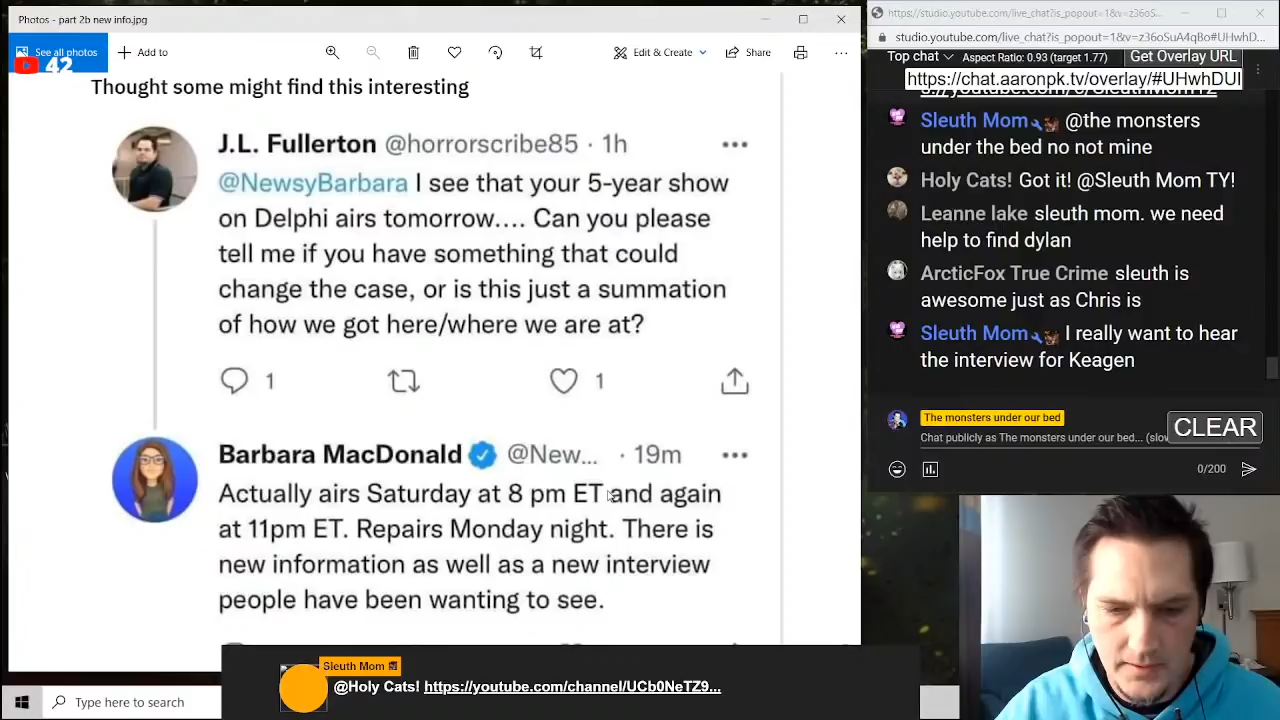 Photos - part 2b new info.jpg
See all photos
Add to
Edit & Create
Share
42
Thought some might find this interesting
J.L. Fullerton @horrorscribe85 · 1h
@NewsyBarbara I see that your 5-year show
on Delphi airs tomorrow.... Can you please
tell me if you have something that could
change the case, or is this just a summation
of how we got here/where we are at?
1
1
Barbara MacDonald @New... · 19m
Actually airs Saturday at 8 pm ET and again
at 11pm ET. Repairs Monday night. There is
new information as well as a new interview
people have been wanting to see.
Sleuth Mom
@Holy Cats! https://youtube.com/channel/UCb0NeTZ9...
Type here to search
https://studio.youtube.com/live_chat?is_popout=1&v=z36oS...
studio.youtube.com/live_chat?is_popout=1&v=z36oSuA4qBo#UHwhD...
Top chat
Aspect Ratio: 0.93 (target 1.77)
Get Overlay URL
https://chat.aaronpk.tv/overlay/#UHwhDUI
Sleuth Mom @the monsters
under the bed no not mine
Holy Cats! Got it! @Sleuth Mom TY!
Leanne lake sleuth mom. we need
help to find dylan
ArcticFox True Crime sleuth is
awesome just as Chris is
Sleuth Mom I really want to hear
the interview for Keagen
The monsters under our bed
Chat publicly as The monsters under our bed... (slo
CLEAR
0/200